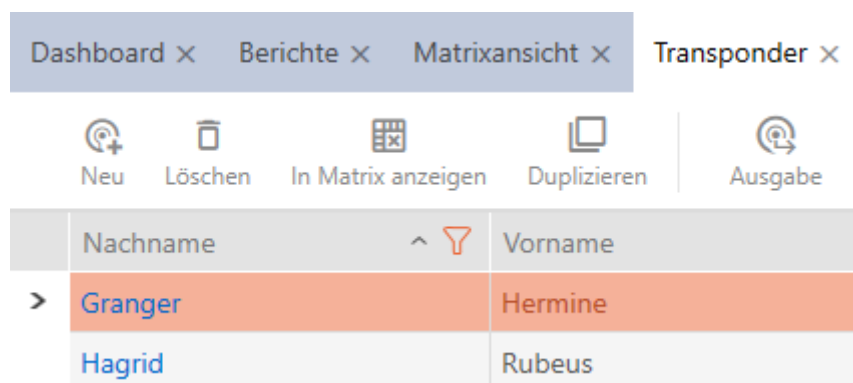 Dashboard × Berichte × Matrixansicht × Transponder ×
Neu Löschen In Matrix anzeigen Duplizieren Ausgabe
Nachname Vorname
Granger Hermine
Hagrid Rubeus